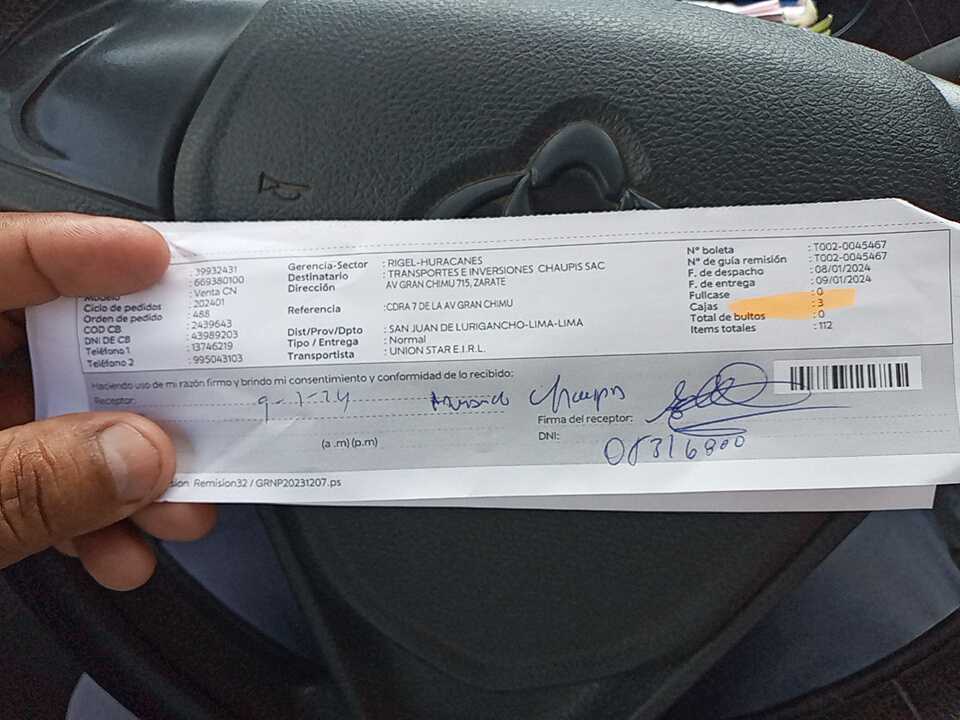 : 39932431
: 669380100
Modelo : Venta CN
Ciclo de pedidos : 202401
Orden de pedido : 488
COD CB : 2439643
DNI DE CB : 43989203
Teléfono 1 : 13746219
Teléfono 2 : 995043103
Gerencia-Sector : RIGEL-HURACANES
Destinatario : TRANSPORTES E INVERSIONES CHAUPIS SAC
Dirección AV GRAN CHIMU 715, ZARATE
Referencia :CDRA 7 DE LA AV GRAN CHIMU
Dist/Prov/Dpto : SAN JUAN DE LURIGANCHO-LIMA-LIMA
Tipo / Entrega : Normal
Transportista : UNION STAR E.I.R.L.
N° boleta : T002-0045467
N° de guía remisión : T002-0045467
F. de despacho : 08/01/2024
F. de entrega : 09/01/2024
Fullcase : 0
Cajas : 3
Total de bultos : 0
Items totales : 112
Haciendo uso de mi razón firmo y brindo mi consentimiento y conformidad de lo recibido:
Receptor: 9-1-24 Chaupis
Firma del receptor:
(a .m) (p.m)
DNI: 08316800
Remision32 / GRNP20231207.ps